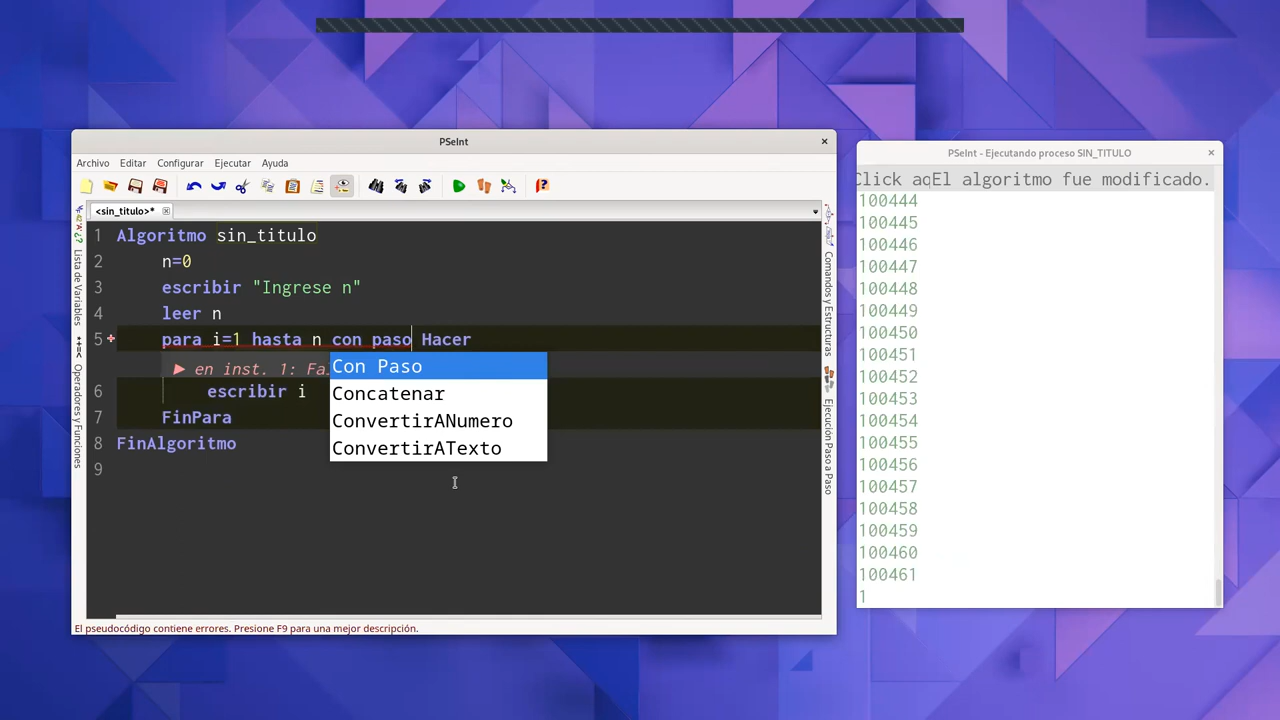 PSeInt
Archivo Editar Configurar Ejecutar Ayuda
<sin_titulo>*
1 Algoritmo sin_titulo
2 n=0
3 escribir "Ingrese n"
4 leer n
5 para i=1 hasta n con paso Hacer
en inst. 1: Fa
6 escribir i
7 FinPara
8 FinAlgoritmo
9
Con Paso
Concatenar
ConvertirANumero
ConvertirATexto
El pseudocódigo contiene errores. Presione F9 para una mejor descripción.
Lista de Variables
Operadores y Funciones
Comandos y Estructuras
Ejecución Paso a Paso
PSeInt - Ejecutando proceso SIN_TITULO
Click aqEl algoritmo fue modificado.
100444
100445
100446
100447
100448
100449
100450
100451
100452
100453
100454
100455
100456
100457
100458
100459
100460
100461
1